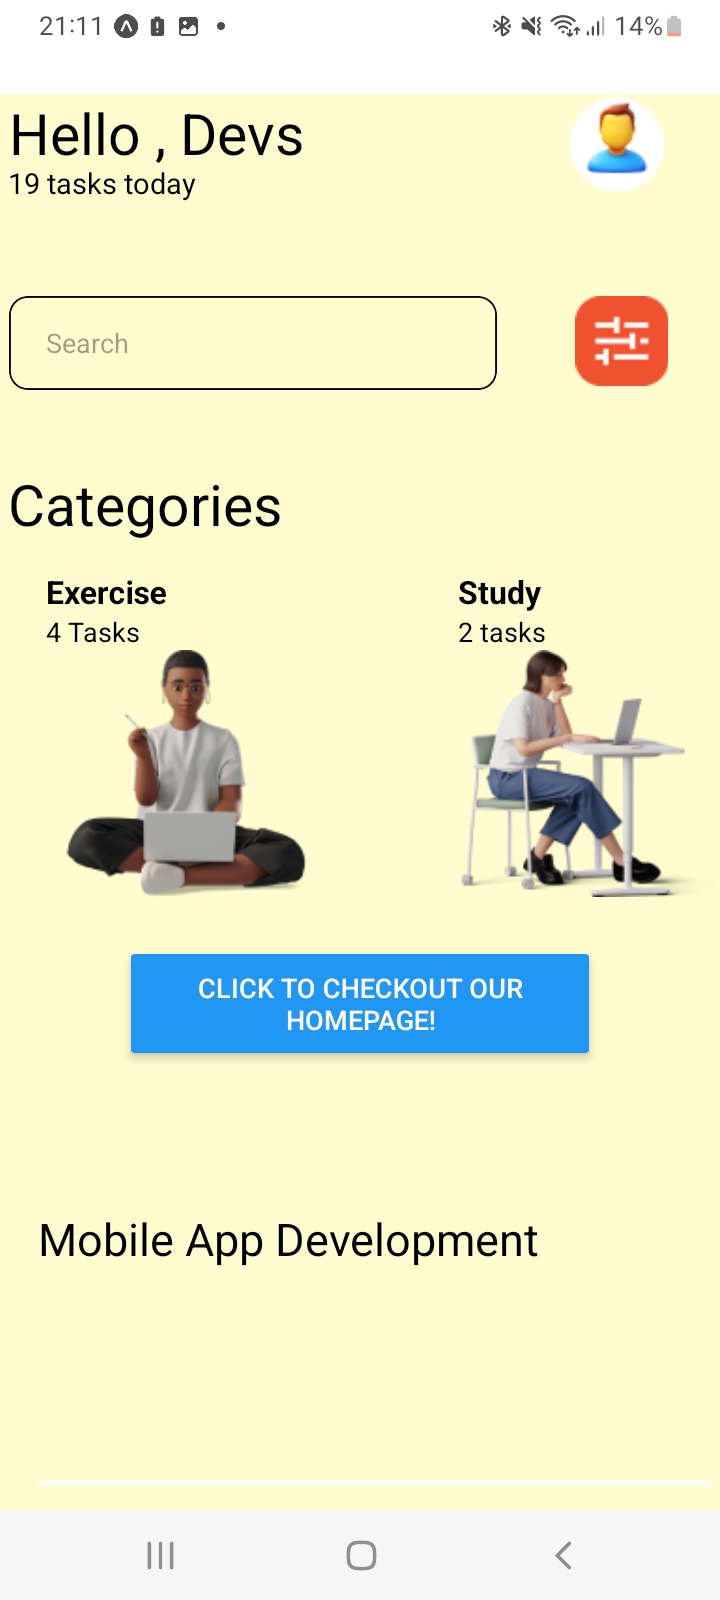 21:11
14%
Hello , Devs
19 tasks today
Search
Categories
Exercise
4 Tasks
Study
2 tasks
CLICK TO CHECKOUT OUR
HOMEPAGE!
Mobile App Development